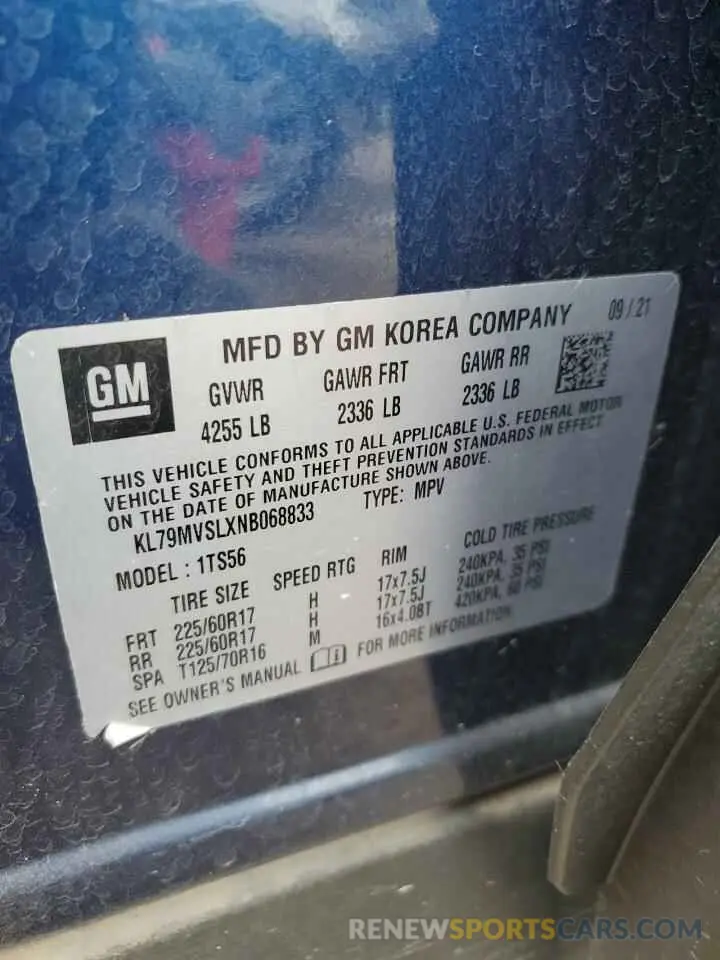 MFD BY GM KOREA COMPANY 09/21
GM
GVWR GAWR FRT GAWR RR
4255 LB 2336 LB 2336 LB
THIS VEHICLE CONFORMS TO ALL APPLICABLE U.S. FEDERAL MOTOR
VEHICLE SAFETY AND THEFT PREVENTION STANDARDS IN EFFECT
ON THE DATE OF MANUFACTURE SHOWN ABOVE.
KL79MVSLXNB068833 TYPE: MPV
MODEL : 1TS56
TIRE SIZE SPEED RTG RIM COLD TIRE PRESSURE
FRT 225/60R17 H 17x7.5J 240KPA, 35 PSI
RR 225/60R17 H 17x7.5J 240KPA, 35 PSI
SPA T125/70R16 M 16x4.08T 420KPA, 60 PSI
SEE OWNER'S MANUAL FOR MORE INFORMATION
RENEWSPORTSCARS.COM